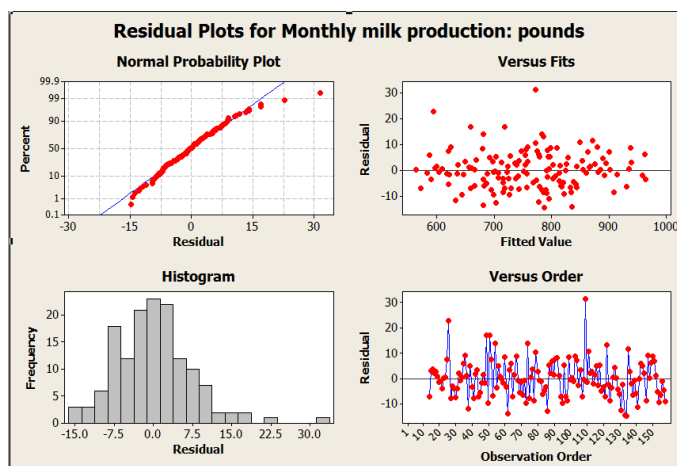 Residual Plots for Monthly milk production: pounds
Normal Probability Plot
99.9
99
90
50
10
1
0.1
Percent
-30 -15 0 15 30
Residual
Versus Fits
30
20
10
0
-10
Residual
600 700 800 900 1000
Fitted Value
Histogram
20
15
10
5
0
Frequency
-15.0 -7.5 0.0 7.5 15.0 22.5 30.0
Residual
Versus Order
30
20
10
0
-10
Residual
1 10 20 30 40 50 60 70 80 90 100 110 120 130 140 150
Observation Order